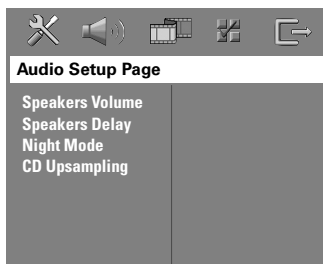 Audio Setup Page
Speakers Volume
Speakers Delay
Night Mode
CD Upsampling